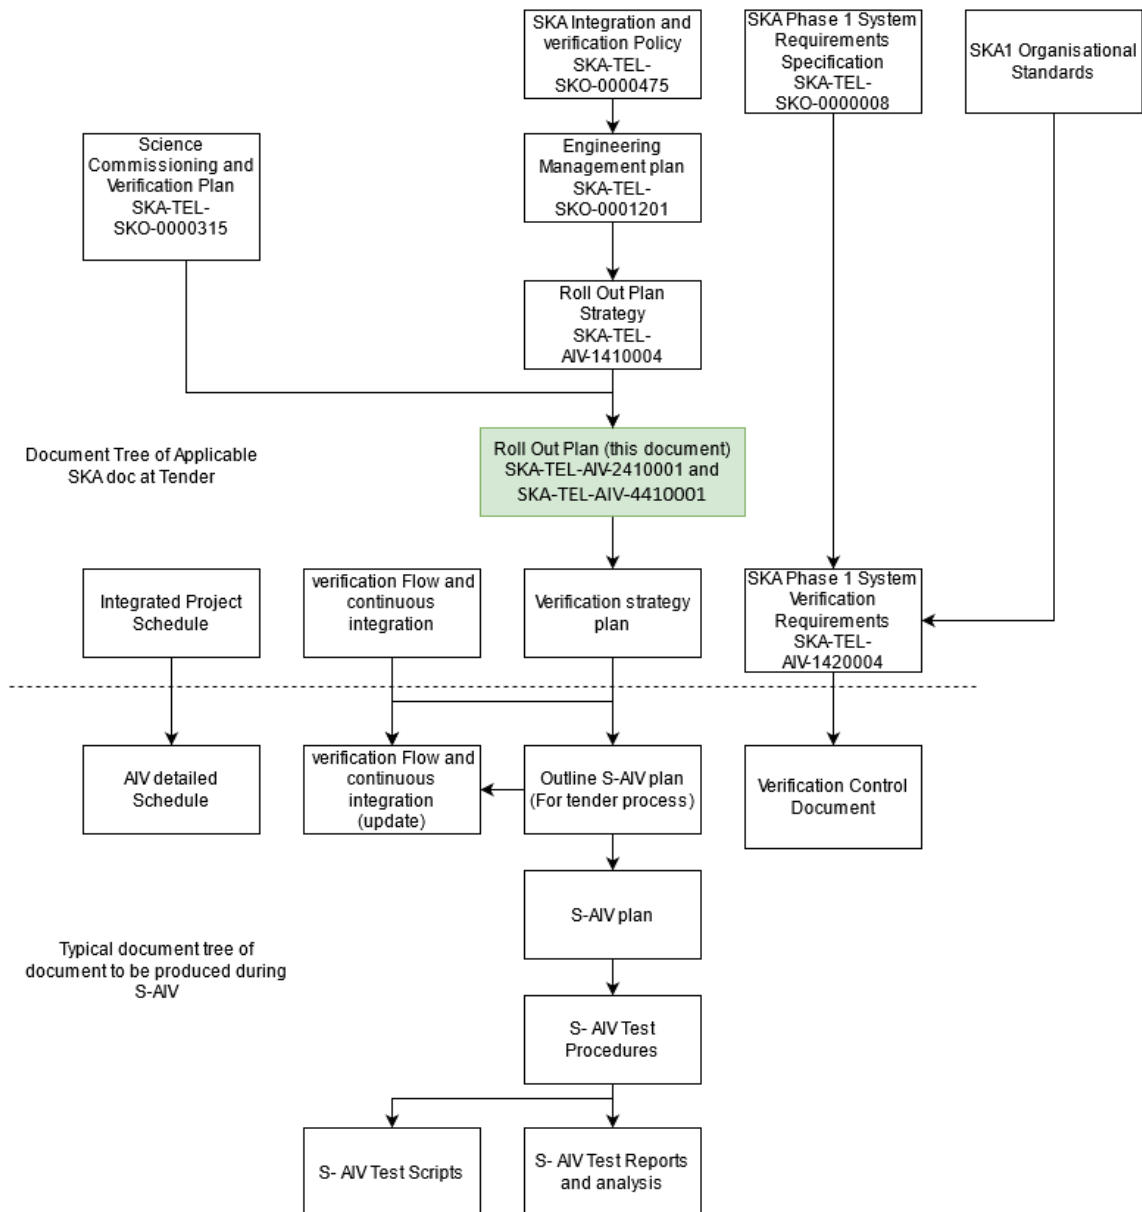 SKA Integration and
verification Policy
SKA-TEL-
SKO-0000475
SKA Phase 1 System
Requirements
Specification
SKA-TEL-
SKO-0000008
SKA1 Organisational
Standards
Science
Commissioning and
Verification Plan
SKA-TEL-
SKO-0000315
Engineering
Management plan
SKA-TEL-
SKO-0001201
Roll Out Plan
Strategy
SKA-TEL-
AIV-1410004
Document Tree of Applicable
SKA doc at Tender
Roll Out Plan (this document)
SKA-TEL-AIV-2410001 and
SKA-TEL-AIV-4410001
Integrated Project
Schedule
verification Flow and
continuous
integration
Verification strategy
plan
SKA Phase 1 System
Verification
Requirements
SKA-TEL-
AIV-1420004
AIV detailed
Schedule
verification Flow and
continuous
integration
(update)
Outline S-AIV plan
(For tender process)
Verification Control
Document
S-AIV plan
Typical document tree of
document to be produced during
S-AIV
S- AIV Test
Procedures
S- AIV Test Scripts
S- AIV Test Reports
and analysis